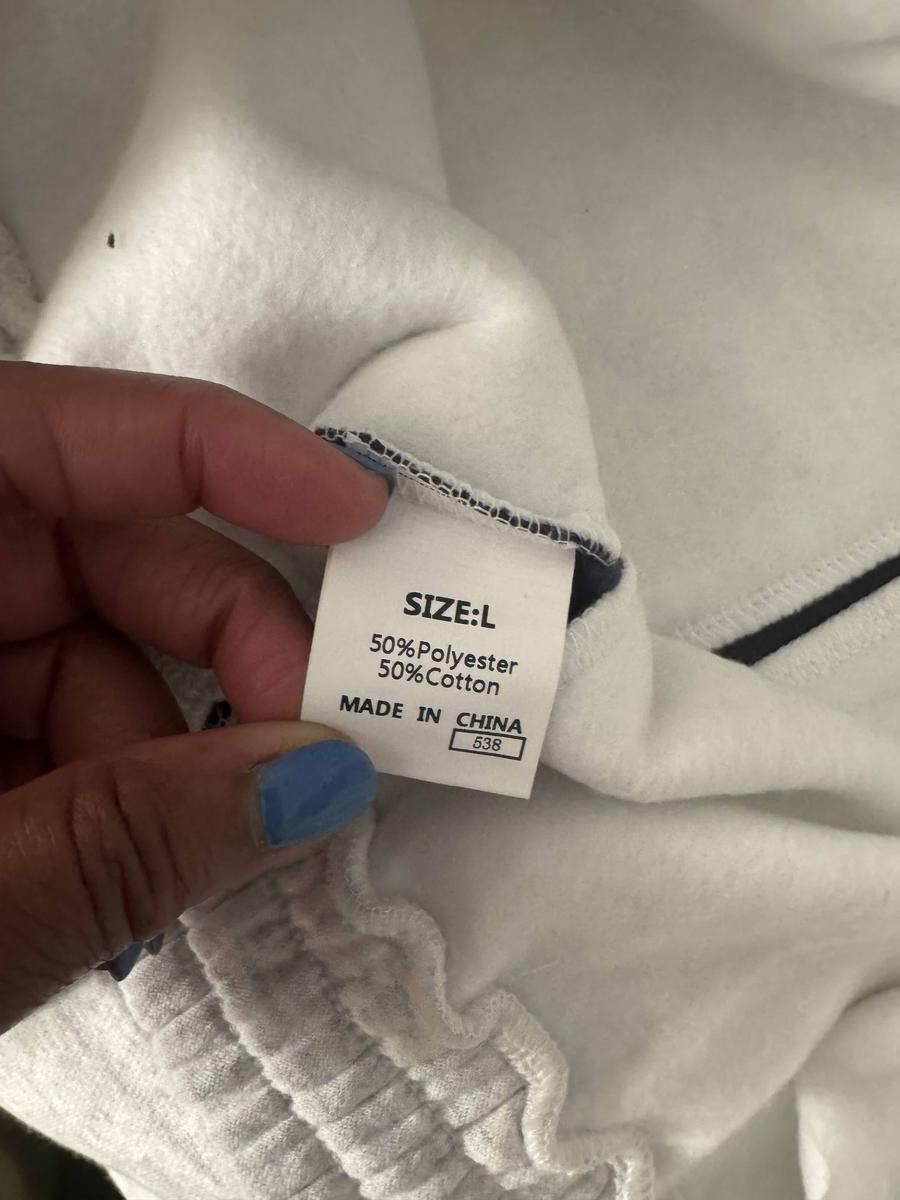 SIZE:L
50%Polyester
50%Cotton
MADE IN CHINA
538